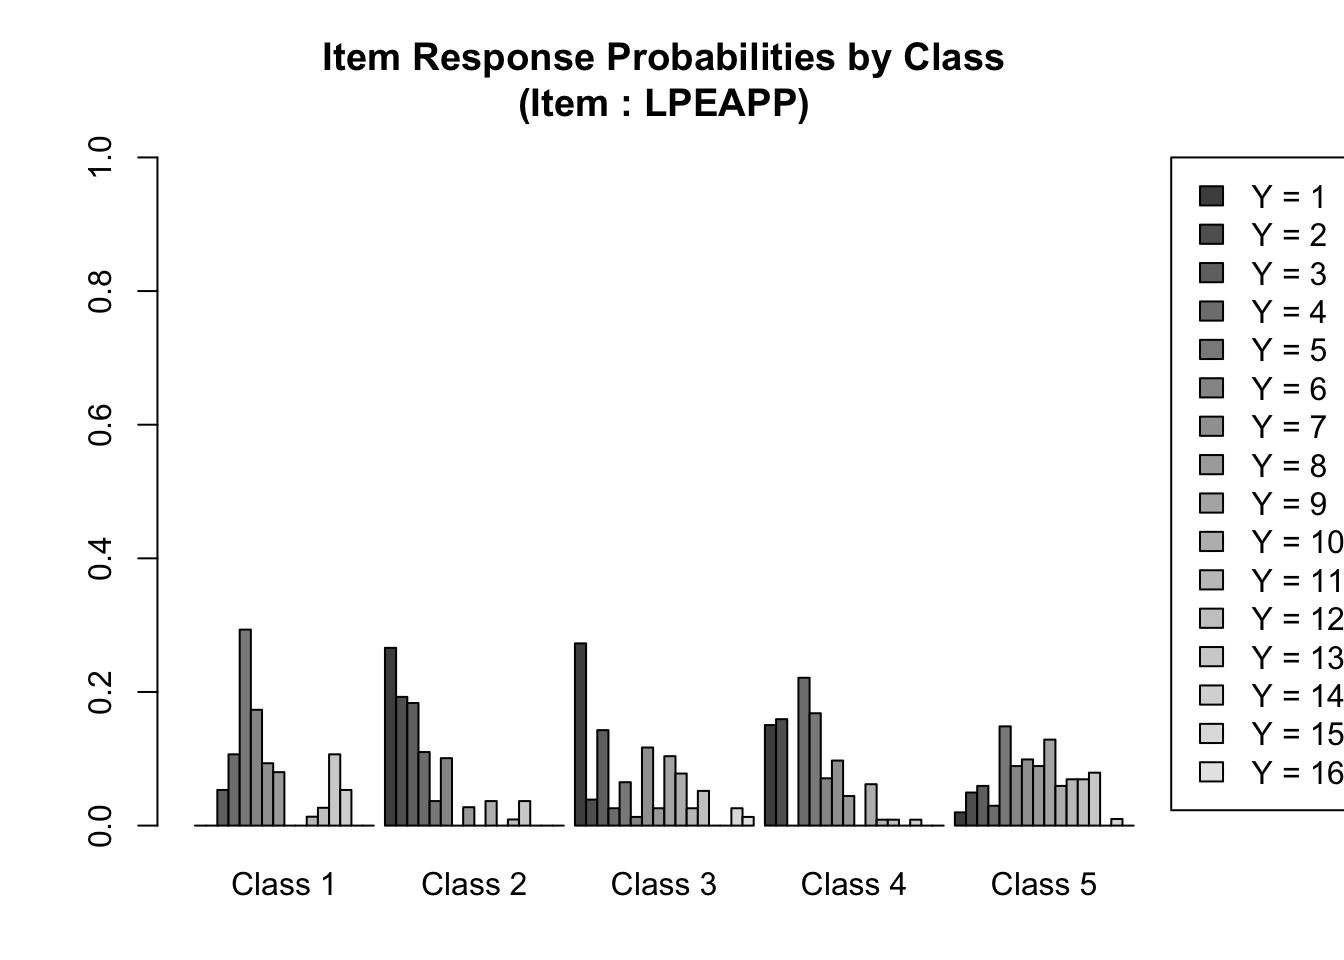 Item Response Probabilities by Class
(Item : LPEAPP)
1.0
0.8
0.6
0.4
0.2
0.0
Class 1
Class 2
Class 3
Class 4
Class 5
Y = 1
Y = 2
Y = 3
Y = 4
Y = 5
Y = 6
Y = 7
Y = 8
Y = 9
Y = 10
Y = 11
Y = 12
Y = 13
Y = 14
Y = 15
Y = 16